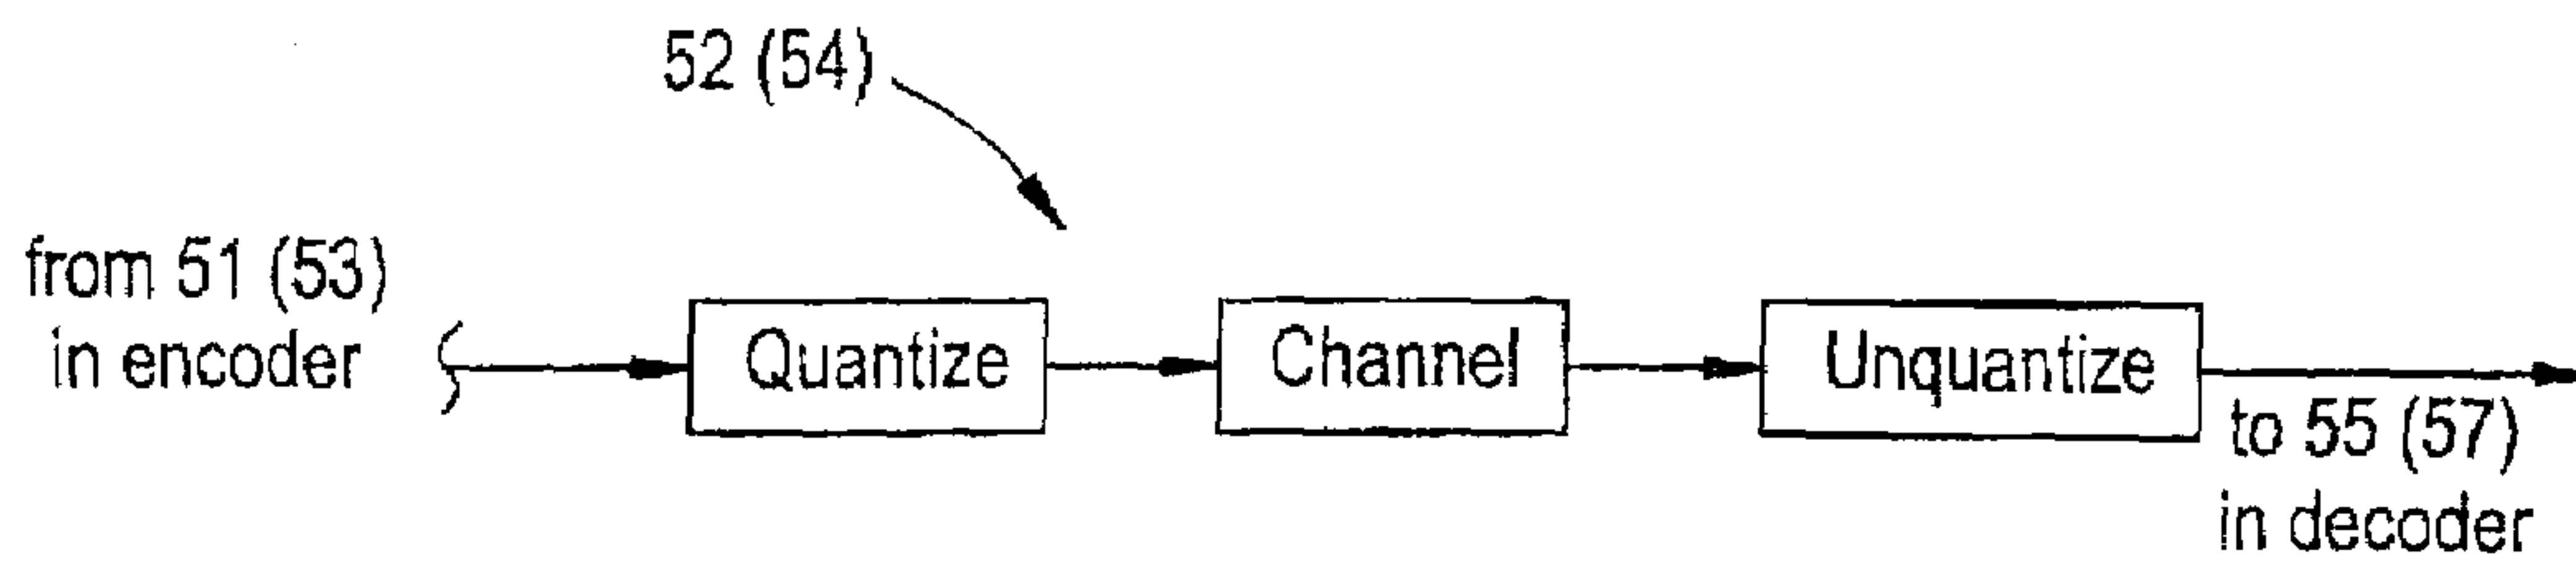 52 (54)
from 51 (53)
in encoder
Quantize
Channel
Unquantize
to 55 (57)
in decoder